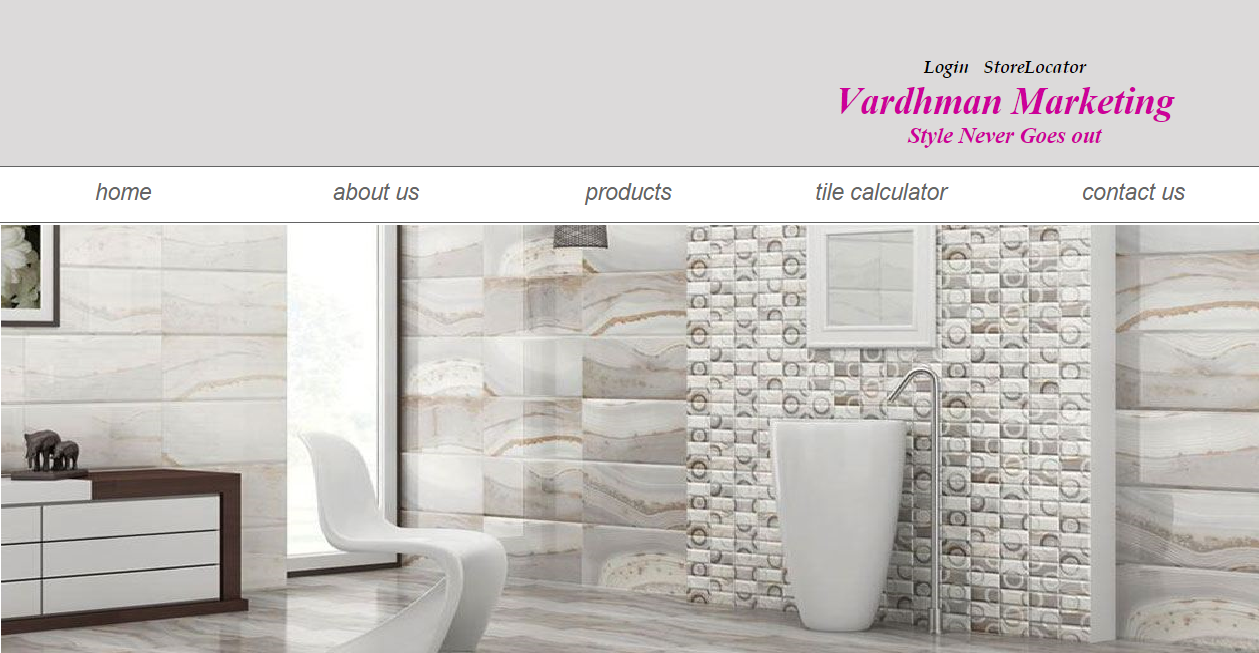 Login StoreLocator
Vardhman Marketing
Style Never Goes out
home about us products tile calculator contact us